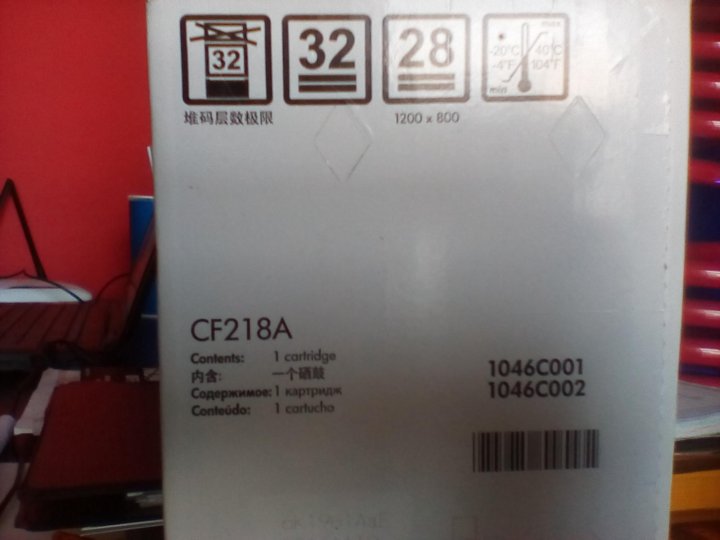 32
32
28
max
-20°C 40°C
-4°F 104°F
min
堆码层数极限
1200 x 800
CF218A
Contents: 1 cartridge
内含: 一个硒鼓
Содержимое: 1 картридж
Conteúdo: 1 cartucho
1046C001
1046C002